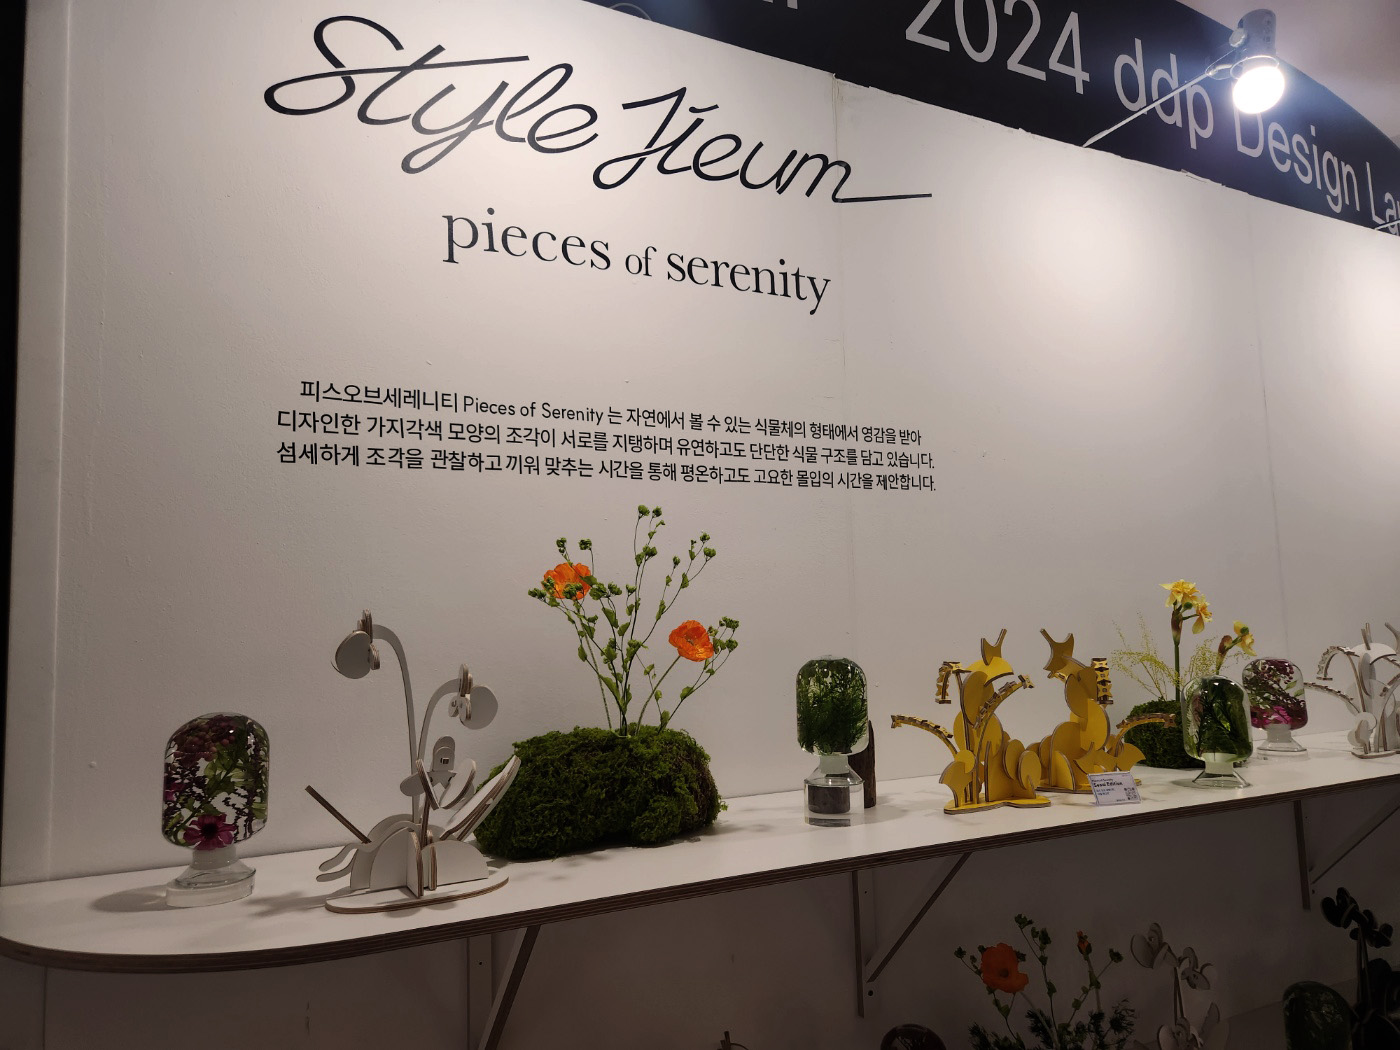 2024 ddp Design
Style Jieum
pieces of serenity
피스오브세레니티 Pieces of Serenity 는 자연에서 볼 수 있는 식물체의 형태에서 영감을 받아
디자인한 가지각색 모양의 조각이 서로를 지탱하며 유연하고도 단단한 식물 구조를 담고 있습니다.
섬세하게 조각을 관찰하고 끼워 맞추는 시간을 통해 평온하고도 고요한 몰입의 시간을 제안합니다.
Seoul Edition